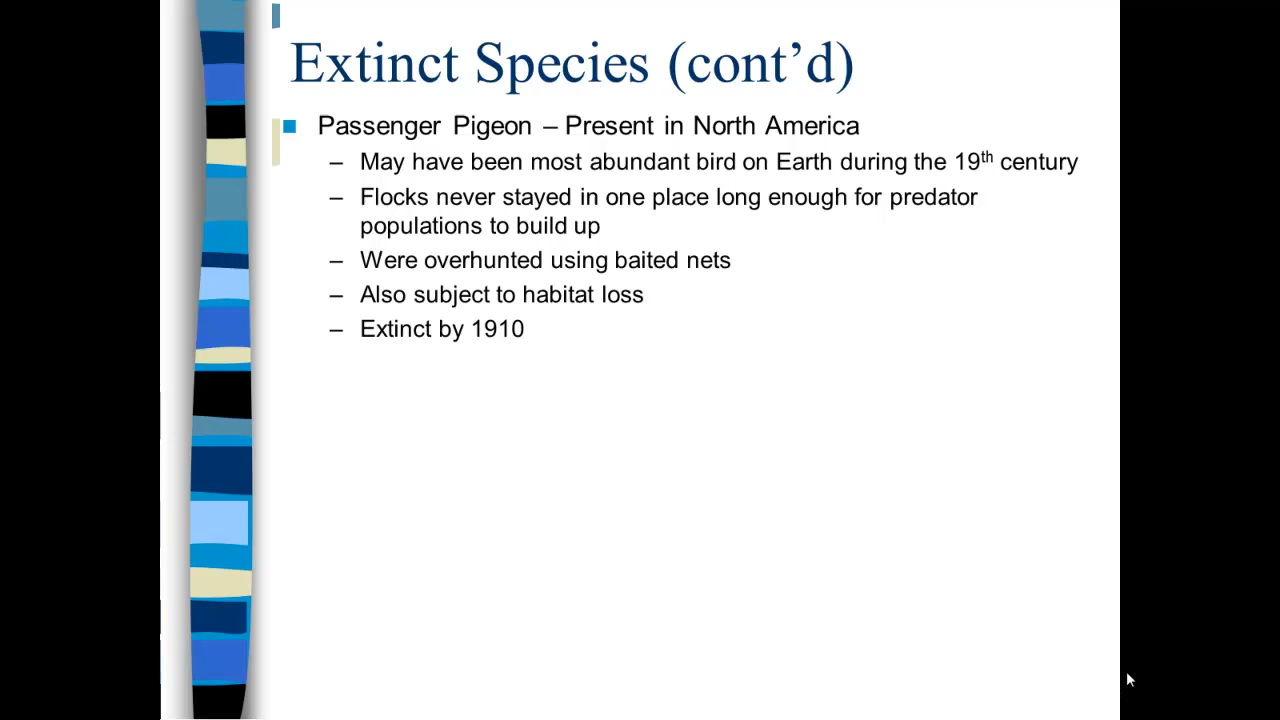 Extinct Species (cont’d)
Passenger Pigeon – Present in North America
– May have been most abundant bird on Earth during the 19th century
– Flocks never stayed in one place long enough for predator
populations to build up
– Were overhunted using baited nets
– Also subject to habitat loss
– Extinct by 1910